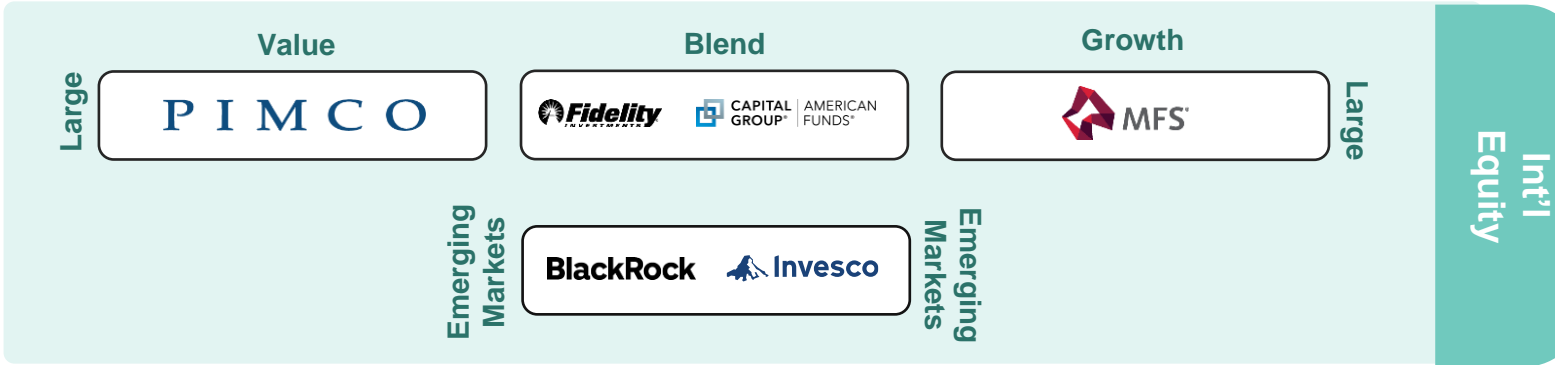 Value
Blend
Growth
Large
PIMCO
Fidelity
INVESTMENTS
CAPITAL
GROUP®
AMERICAN
FUNDS®
MFS®
Large
Int'l
Equity
Emerging
Markets
BlackRock
Invesco
Emerging
Markets